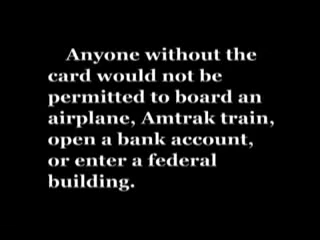 Anyone without the
card would not be
permitted to board an
airplane, Amtrak train,
open a bank account,
or enter a federal
building.